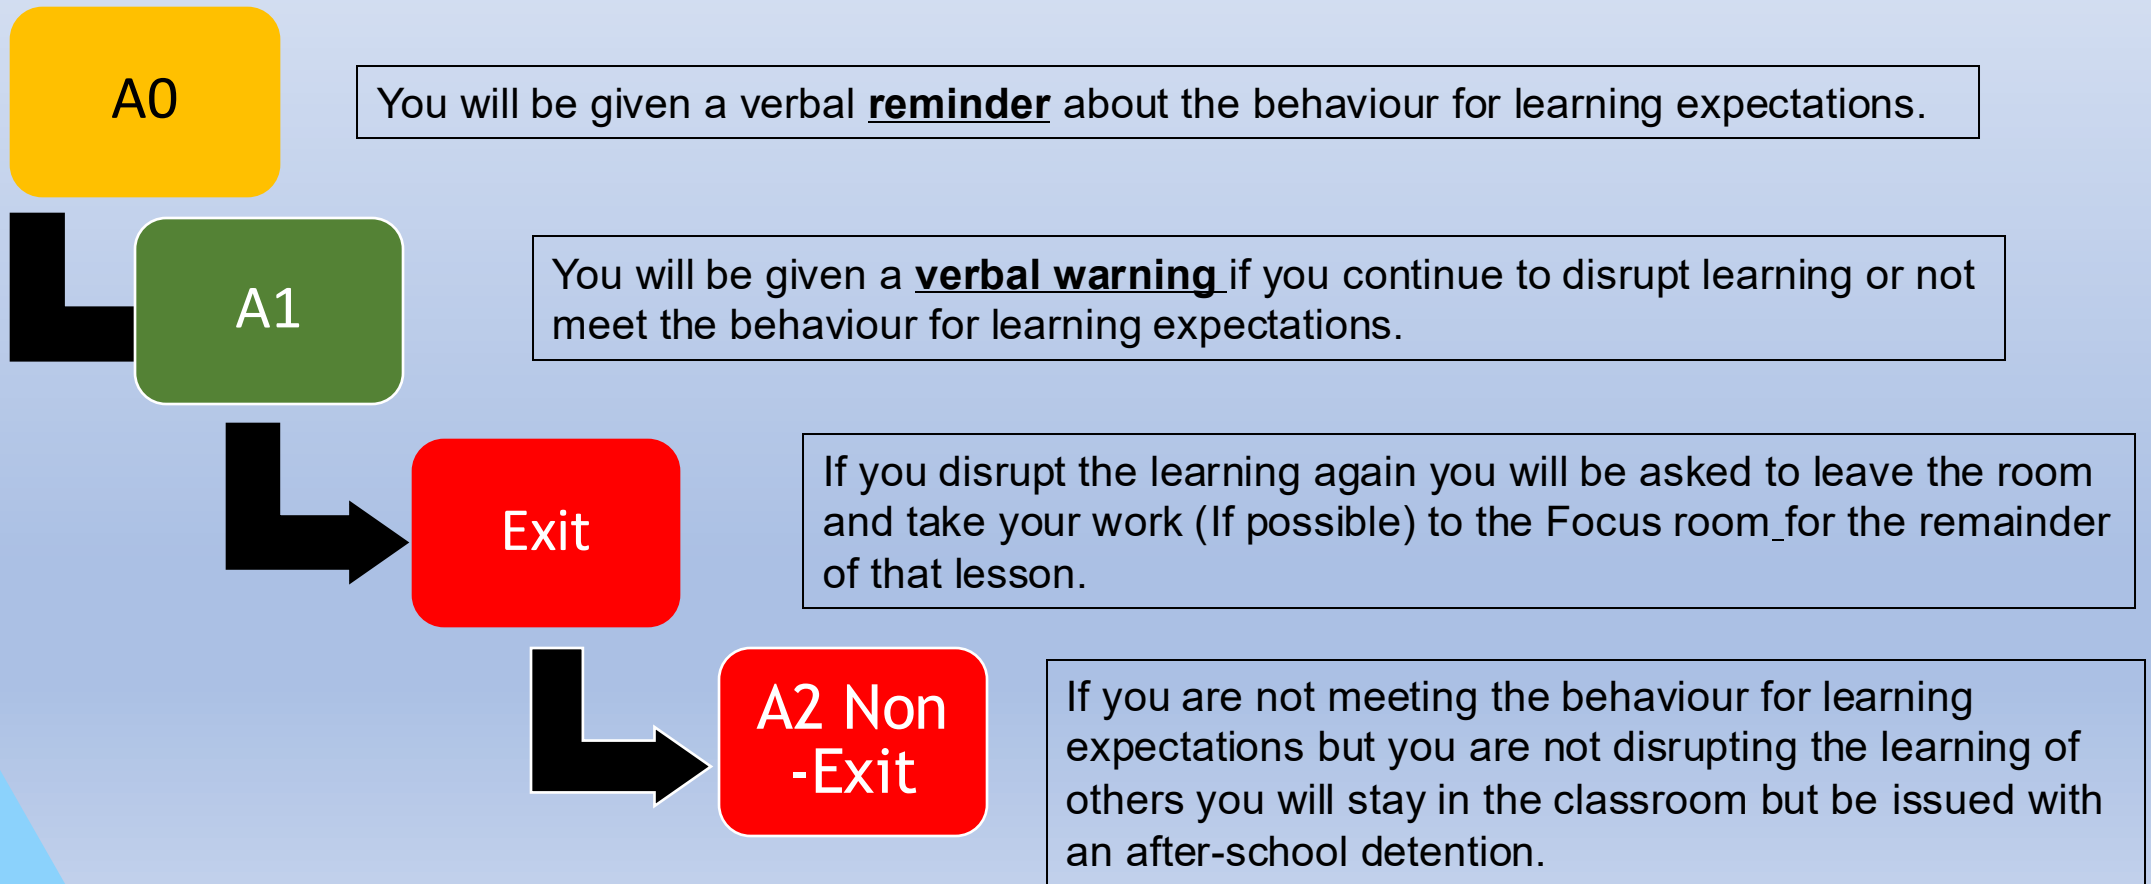 A0
You will be given a verbal reminder about the behaviour for learning expectations.
A1
You will be given a verbal warning if you continue to disrupt learning or not
meet the behaviour for learning expectations.
Exit
If you disrupt the learning again you will be asked to leave the room
and take your work (If possible) to the Focus room for the remainder
of that lesson.
A2 Non
-Exit
If you are not meeting the behaviour for learning
expectations but you are not disrupting the learning of
others you will stay in the classroom but be issued with
an after-school detention.